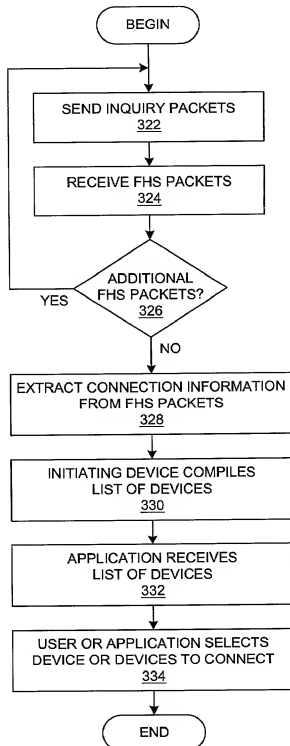 BEGIN
SEND INQUIRY PACKETS
322
RECEIVE FHS PACKETS
324
ADDITIONAL
FHS PACKETS?
326
YES
NO
EXTRACT CONNECTION INFORMATION
FROM FHS PACKETS
328
INITIATING DEVICE COMPILES
LIST OF DEVICES
330
APPLICATION RECEIVES
LIST OF DEVICES
332
USER OR APPLICATION SELECTS
DEVICE OR DEVICES TO CONNECT
334
END